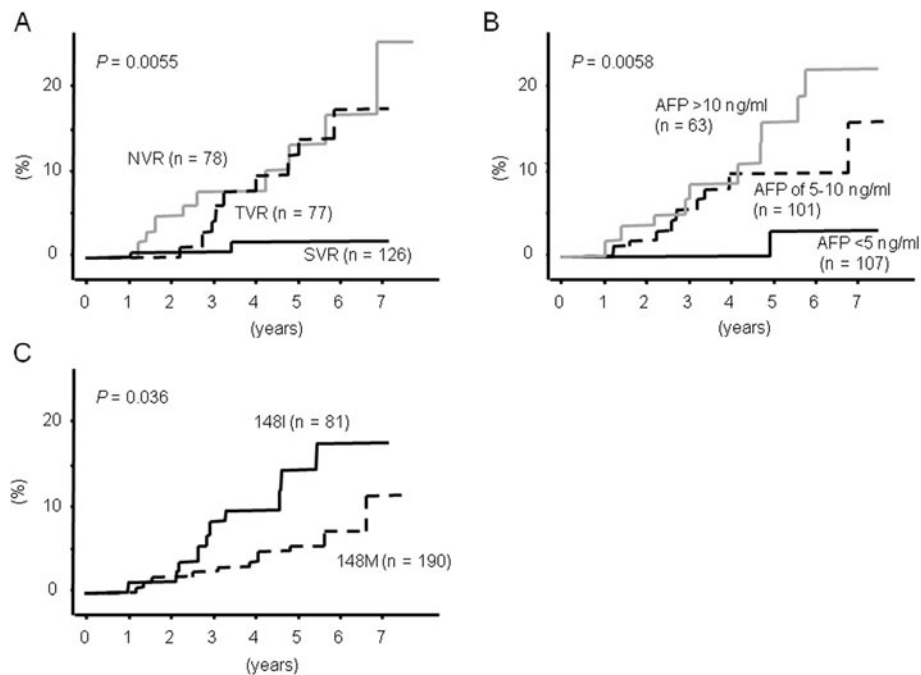 A
P = 0.0055
20
10
0
(%)
NVR (n = 78)
TVR (n = 77)
SVR (n = 126)
0 1 2 3 4 5 6 7
(years)
B
P = 0.0058
20
10
0
(%)
AFP >10 ng/ml
(n = 63)
AFP of 5-10 ng/ml
(n = 101)
AFP <5 ng/ml
(n = 107)
0 1 2 3 4 5 6 7
(years)
C
P = 0.036
20
10
0
(%)
148I (n = 81)
148M (n = 190)
0 1 2 3 4 5 6 7
(years)